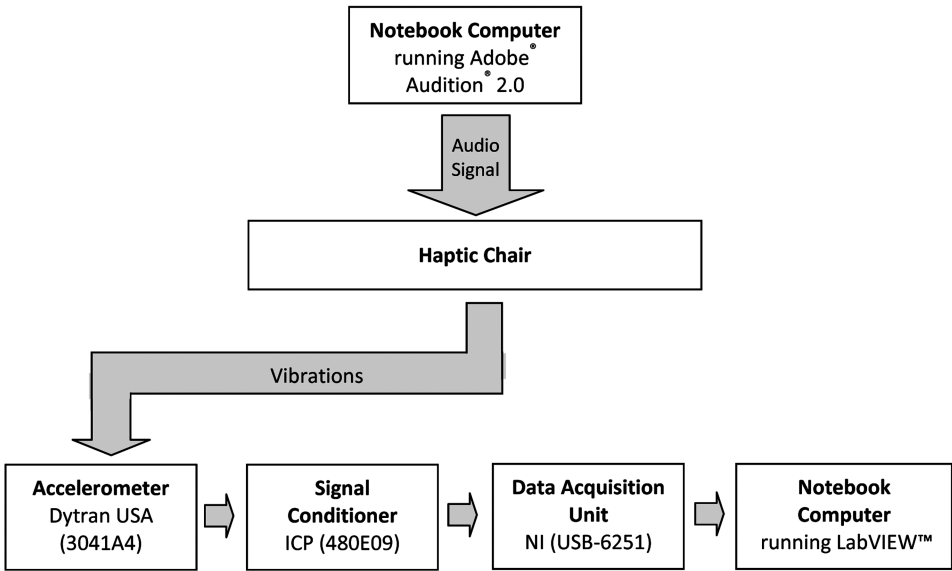 Notebook Computer
running Adobe®
Audition® 2.0
Audio
Signal
Haptic Chair
Vibrations
Accelerometer
Dytran USA
(3041A4)
Signal
Conditioner
ICP (480E09)
Data Acquisition
Unit
NI (USB-6251)
Notebook
Computer
running LabVIEW™